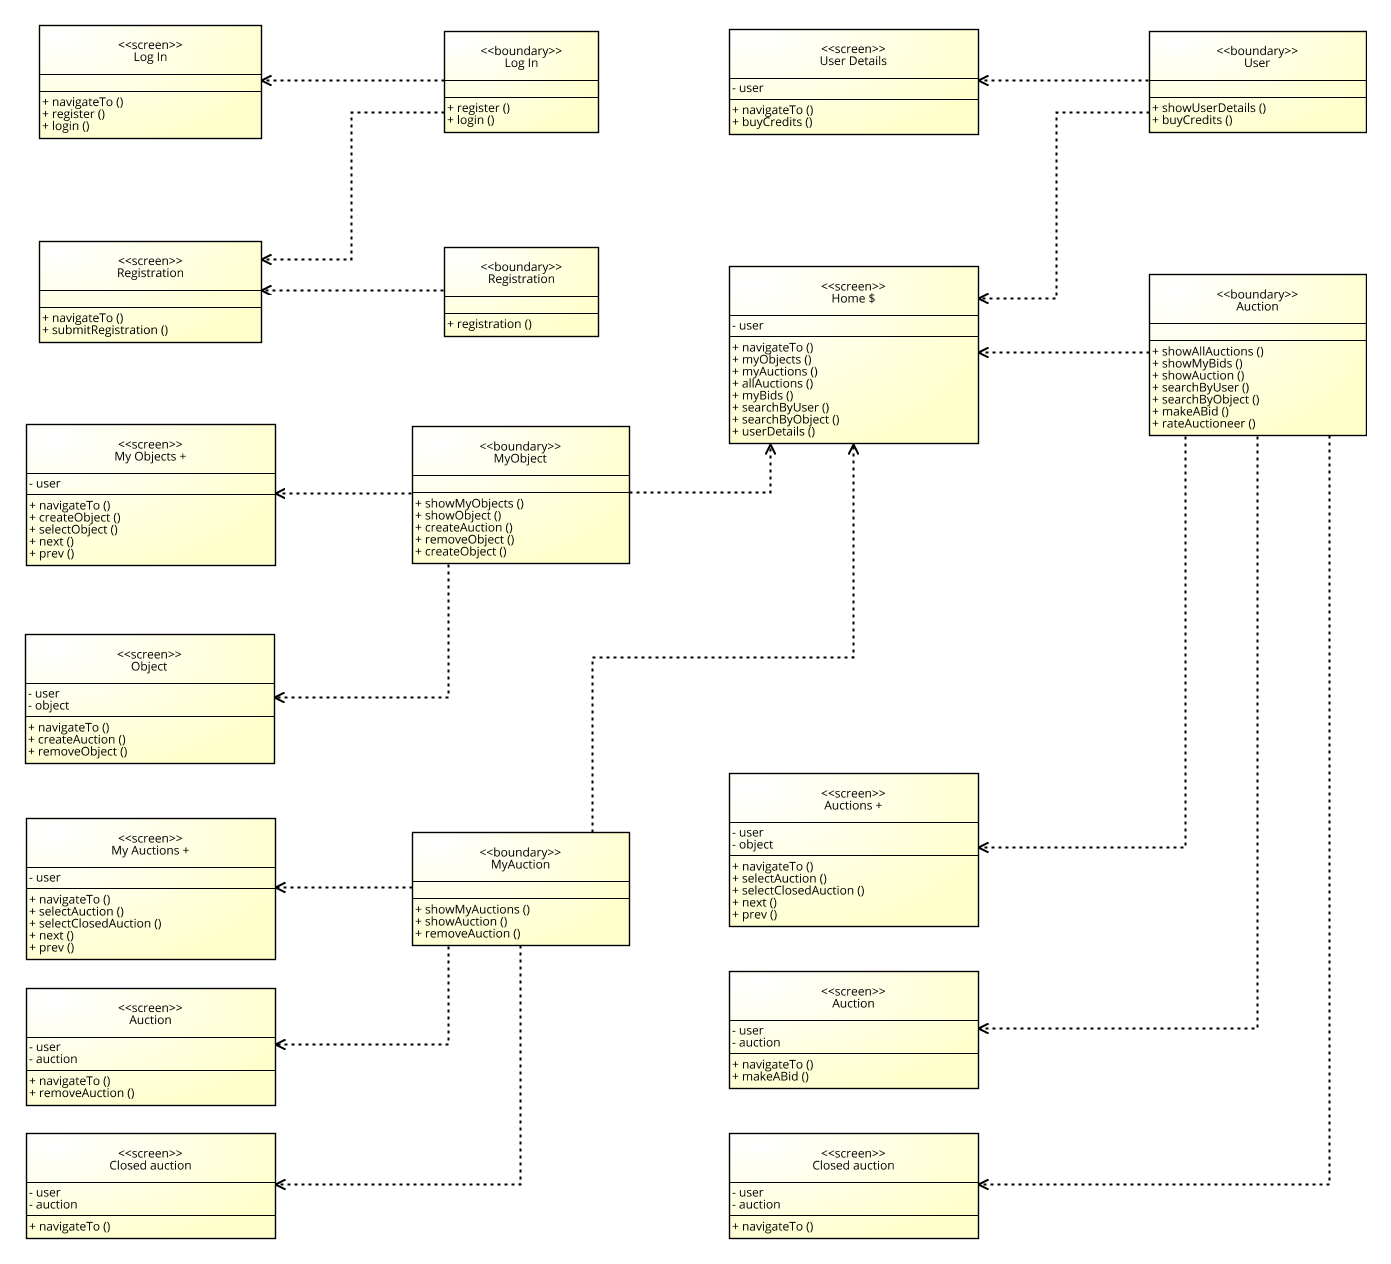 <<screen>>
Log In
+ navigateTo ()
+ register ()
+ login ()
<<boundary>>
Log In
+ register ()
+ login ()
<<screen>>
User Details
- user
+ navigateTo ()
+ buyCredits ()
<<boundary>>
User
+ showUserDetails ()
+ buyCredits ()
<<screen>>
Registration
+ navigateTo ()
+ submitRegistration ()
<<boundary>>
Registration
+ registration ()
<<screen>>
Home $
- user
+ navigateTo ()
+ myObjects ()
+ myAuctions ()
+ allAuctions ()
+ myBids ()
+ searchByUser ()
+ searchByObject ()
+ userDetails ()
<<boundary>>
Auction
+ showAllAuctions ()
+ showMyBids ()
+ showAuction ()
+ searchByUser ()
+ searchByObject ()
+ makeABid ()
+ rateAuctioneer ()
<<screen>>
My Objects +
- user
+ navigateTo ()
+ createObject ()
+ selectObject ()
+ next ()
+ prev ()
<<boundary>>
MyObject
+ showMyObjects ()
+ showObject ()
+ createAuction ()
+ removeObject ()
+ createObject ()
<<screen>>
Object
- user
- object
+ navigateTo ()
+ createAuction ()
+ removeObject ()
<<screen>>
My Auctions +
- user
+ navigateTo ()
+ selectAuction ()
+ selectClosedAuction ()
+ next ()
+ prev ()
<<boundary>>
MyAuction
+ showMyAuctions ()
+ showAuction ()
+ removeAuction ()
<<screen>>
Auctions +
- user
- object
+ navigateTo ()
+ selectAuction ()
+ selectClosedAuction ()
+ next ()
+ prev ()
<<screen>>
Auction
- user
- auction
+ navigateTo ()
+ removeAuction ()
<<screen>>
Auction
- user
- auction
+ navigateTo ()
+ makeABid ()
<<screen>>
Closed auction
- user
- auction
+ navigateTo ()
<<screen>>
Closed auction
- user
- auction
+ navigateTo ()